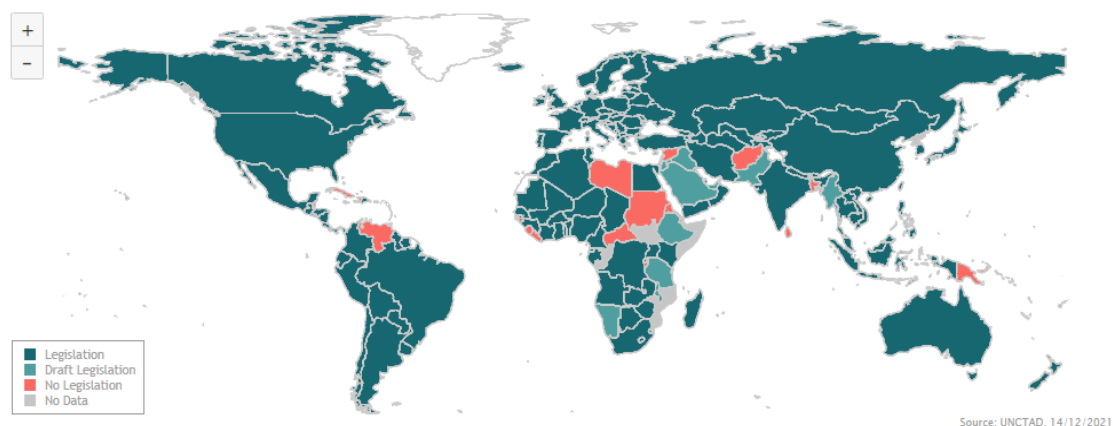 +
−
Legislation
Draft Legislation
No Legislation
No Data
Source: UNCTAD, 14/12/2021